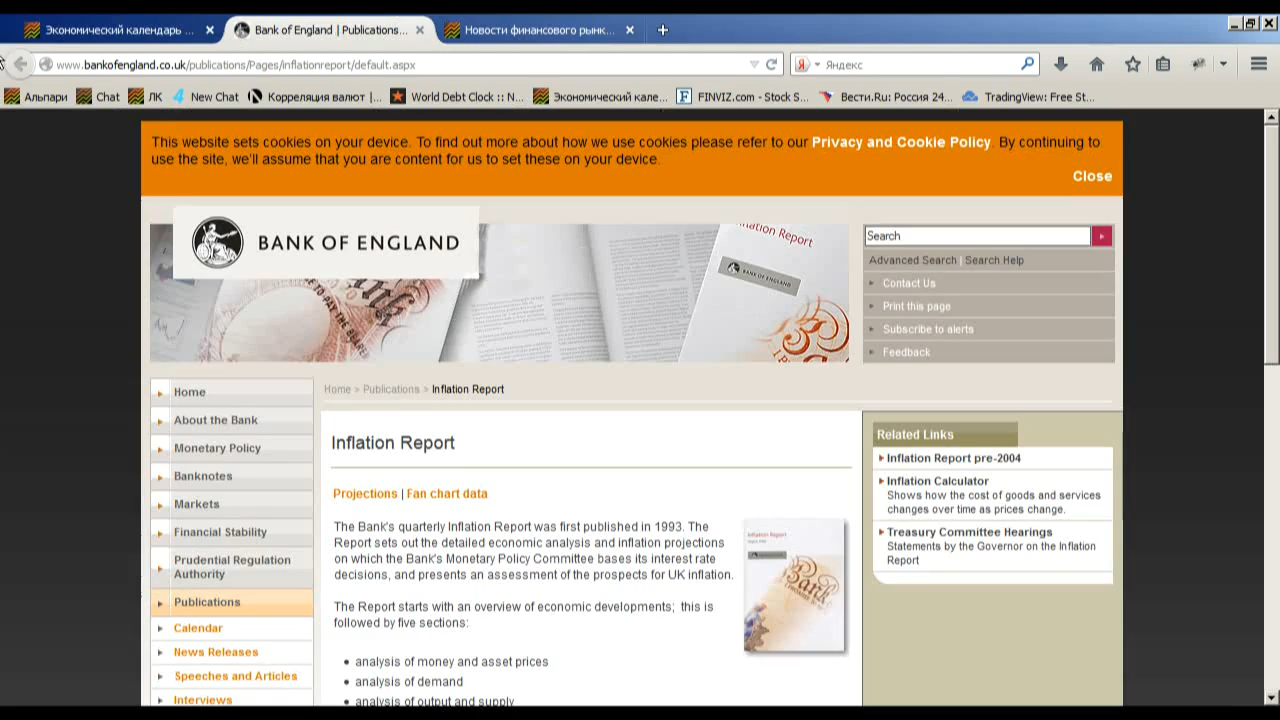 Экономический календарь ...
Bank of England | Publications...
Новости финансового рынк...
www.bankofengland.co.uk/publications/Pages/inflationreport/default.aspx
Яндекс
Альпари
Chat
ЛК
New Chat
Корреляция валют |...
World Debt Clock :: N...
Экономический кале...
FINVIZ.com - Stock S...
Вести.Ru: Россия 24...
TradingView: Free St...
This website sets cookies on your device. To find out more about how we use cookies please refer to our Privacy and Cookie Policy. By continuing to
use the site, we'll assume that you are content for us to set these on your device.
Close
BANK OF ENGLAND
Inflation Report
BANK OF ENGLAND
Search
Advanced Search | Search Help
Contact Us
Print this page
Subscribe to alerts
Feedback
Home > Publications > Inflation Report
Home
About the Bank
Monetary Policy
Banknotes
Markets
Financial Stability
Prudential Regulation
Authority
Publications
Calendar
News Releases
Speeches and Articles
Interviews
Inflation Report
Projections | Fan chart data
The Bank's quarterly Inflation Report was first published in 1993. The
Report sets out the detailed economic analysis and inflation projections
on which the Bank's Monetary Policy Committee bases its interest rate
decisions, and presents an assessment of the prospects for UK inflation.
The Report starts with an overview of economic developments; this is
followed by five sections:
analysis of money and asset prices
analysis of demand
analysis of output and supply
Inflation Report
Related Links
Inflation Report pre-2004
Inflation Calculator
Shows how the cost of goods and services
changes over time as prices change.
Treasury Committee Hearings
Statements by the Governor on the Inflation
Report